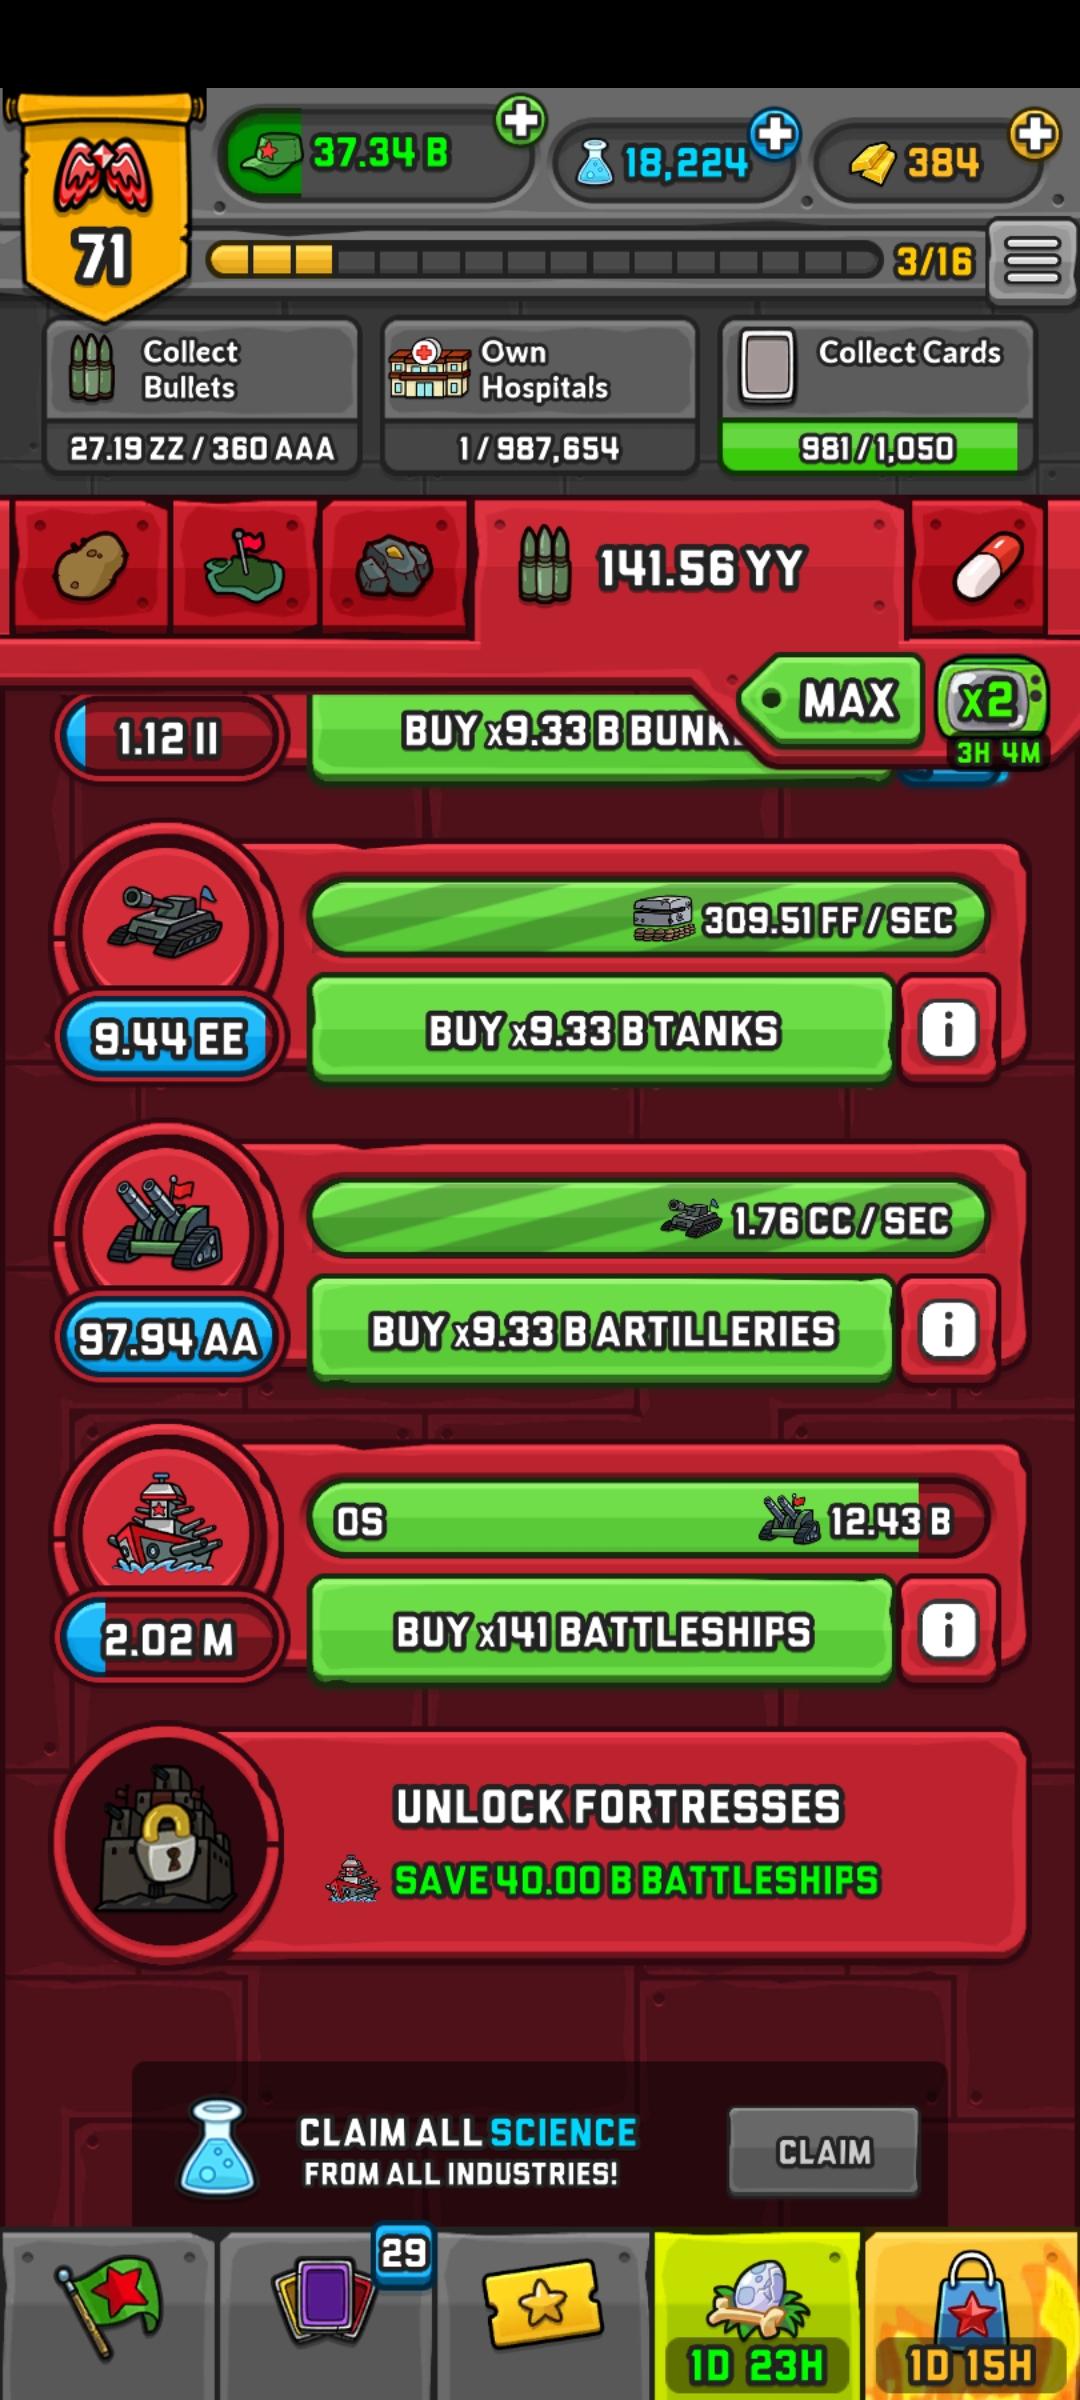 37.34 B
18,224
384
71
3/16
Collect
Bullets
27.19 ZZ / 360 AAA
Own
Hospitals
1 / 987,654
Collect Cards
981 / 1,050
141.56 YY
MAX
x2
3H 4M
1.12 II
BUY x9.33 B BUNK
309.51 FF / SEC
9.44 EE
BUY x9.33 B TANKS
i
1.76 CC / SEC
97.94 AA
BUY x9.33 B ARTILLERIES
i
0S
12.43 B
2.02 M
BUY x141 BATTLESHIPS
i
UNLOCK FORTRESSES
SAVE 40.00 B BATTLESHIPS
CLAIM ALL SCIENCE
FROM ALL INDUSTRIES!
CLAIM
29
1D 23H
1D 15H